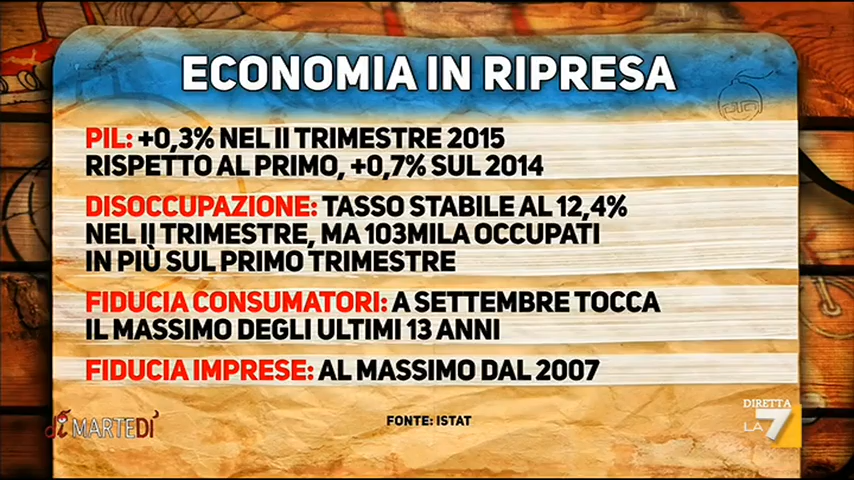 ECONOMIA IN RIPRESA
PIL: +0,3% NEL II TRIMESTRE 2015
RISPETTO AL PRIMO, +0,7% SUL 2014
DISOCCUPAZIONE: TASSO STABILE AL 12,4%
NEL II TRIMESTRE, MA 103MILA OCCUPATI
IN PIÙ SUL PRIMO TRIMESTRE
FIDUCIA CONSUMATORI: A SETTEMBRE TOCCA
IL MASSIMO DEGLI ULTIMI 13 ANNI
FIDUCIA IMPRESE: AL MASSIMO DAL 2007
FONTE: ISTAT
dì MARTEDÌ
DIRETTA
LA 7